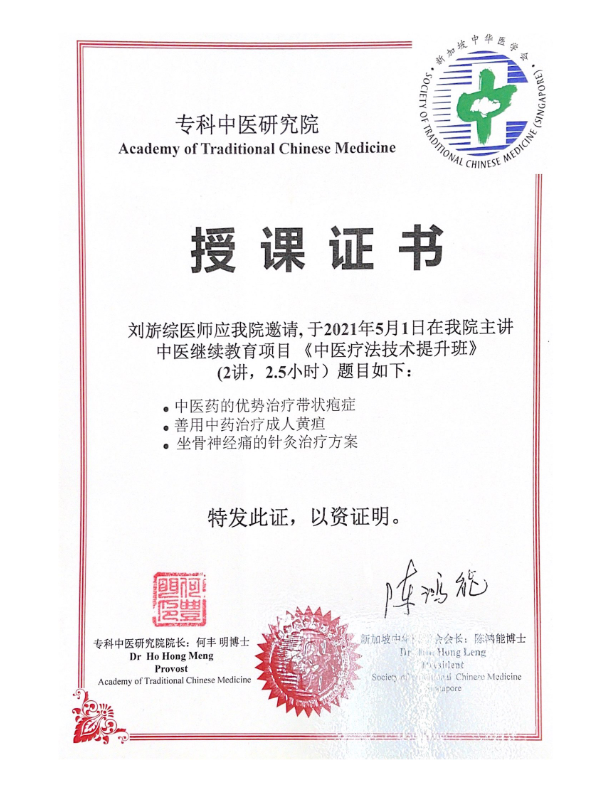 新加坡中华医学会
SOCIETY OF TRADITIONAL CHINESE MEDICINE (SINGAPORE)
专科中医研究院
Academy of Traditional Chinese Medicine
授课证书
刘旂综医师应我院邀请, 于2021年5月1日在我院主讲
中医继续教育项目 《中医疗法技术提升班》
(2讲，2.5小时）题目如下：
• 中医药的优势治疗带状疱症
• 善用中药治疗成人黄疸
• 坐骨神经痛的针灸治疗方案
特发此证，以资证明。
陈鸿能
专科中医研究院院长：何丰明博士
Dr Ho Hong Meng
Provost
Academy of Traditional Chinese Medicine
新加坡中 会会长：陈鸿能博士
Hung Leng
President
Society Chinese Medicine
Singapore